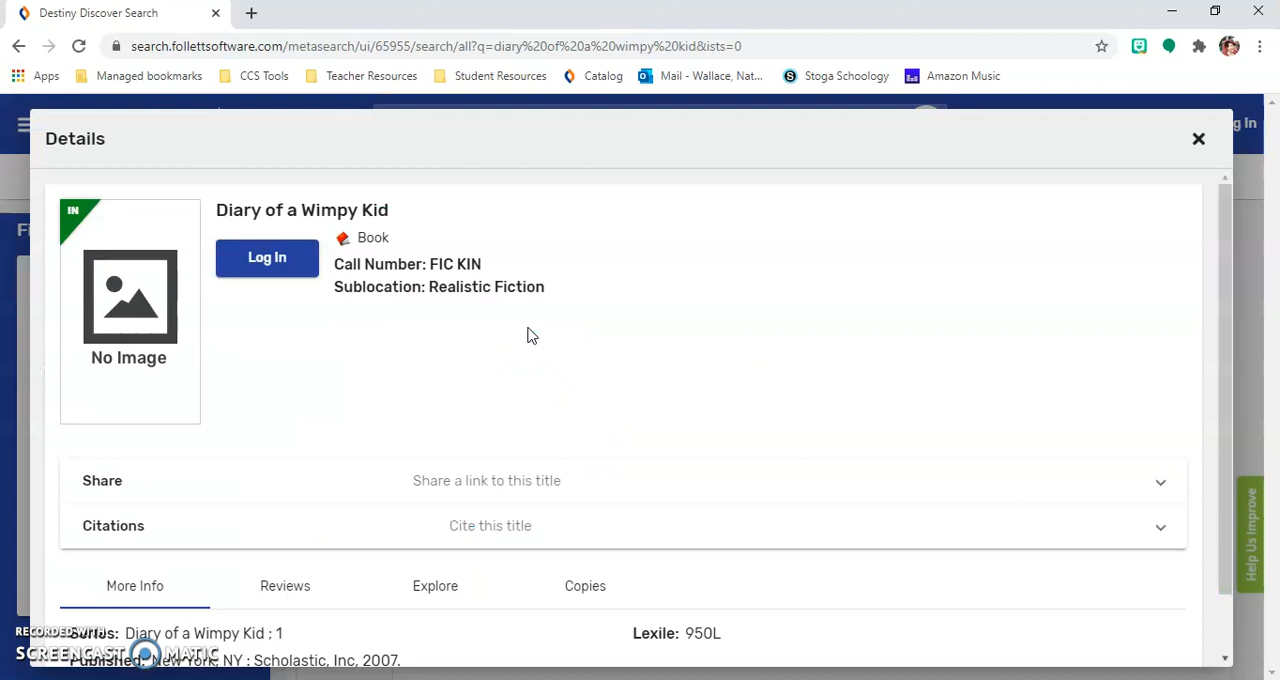 Destiny Discover Search
search.follettsoftware.com/metasearch/ui/65955/search/all?q=diary%20of%20a%20wimpy%20kid&ists=0
Apps Managed bookmarks CCS Tools Teacher Resources Student Resources Catalog Mail - Wallace, Nat... Stoga Schoology Amazon Music
g In
Details
Fi
IN
Diary of a Wimpy Kid
Log In
Book
Call Number: FIC KIN
Sublocation: Realistic Fiction
No Image
Share Share a link to this title
Citations Cite this title
Help Us Improve
More Info Reviews Explore Copies
Series: Diary of a Wimpy Kid ; 1 Lexile: 950L
Published: New York, NY : Scholastic, Inc, 2007.
RECORDED WITH
SCREENCAST MATIC